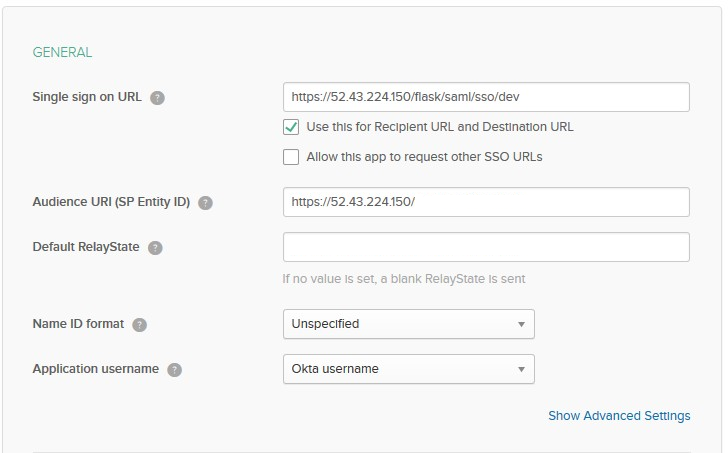 GENERAL
Single sign on URL ?
https://52.43.224.150/flask/saml/sso/dev
Use this for Recipient URL and Destination URL
Allow this app to request other SSO URLs
Audience URI (SP Entity ID) ?
https://52.43.224.150/
Default RelayState ?
If no value is set, a blank RelayState is sent
Name ID format ?
Unspecified
Application username ?
Okta username
Show Advanced Settings